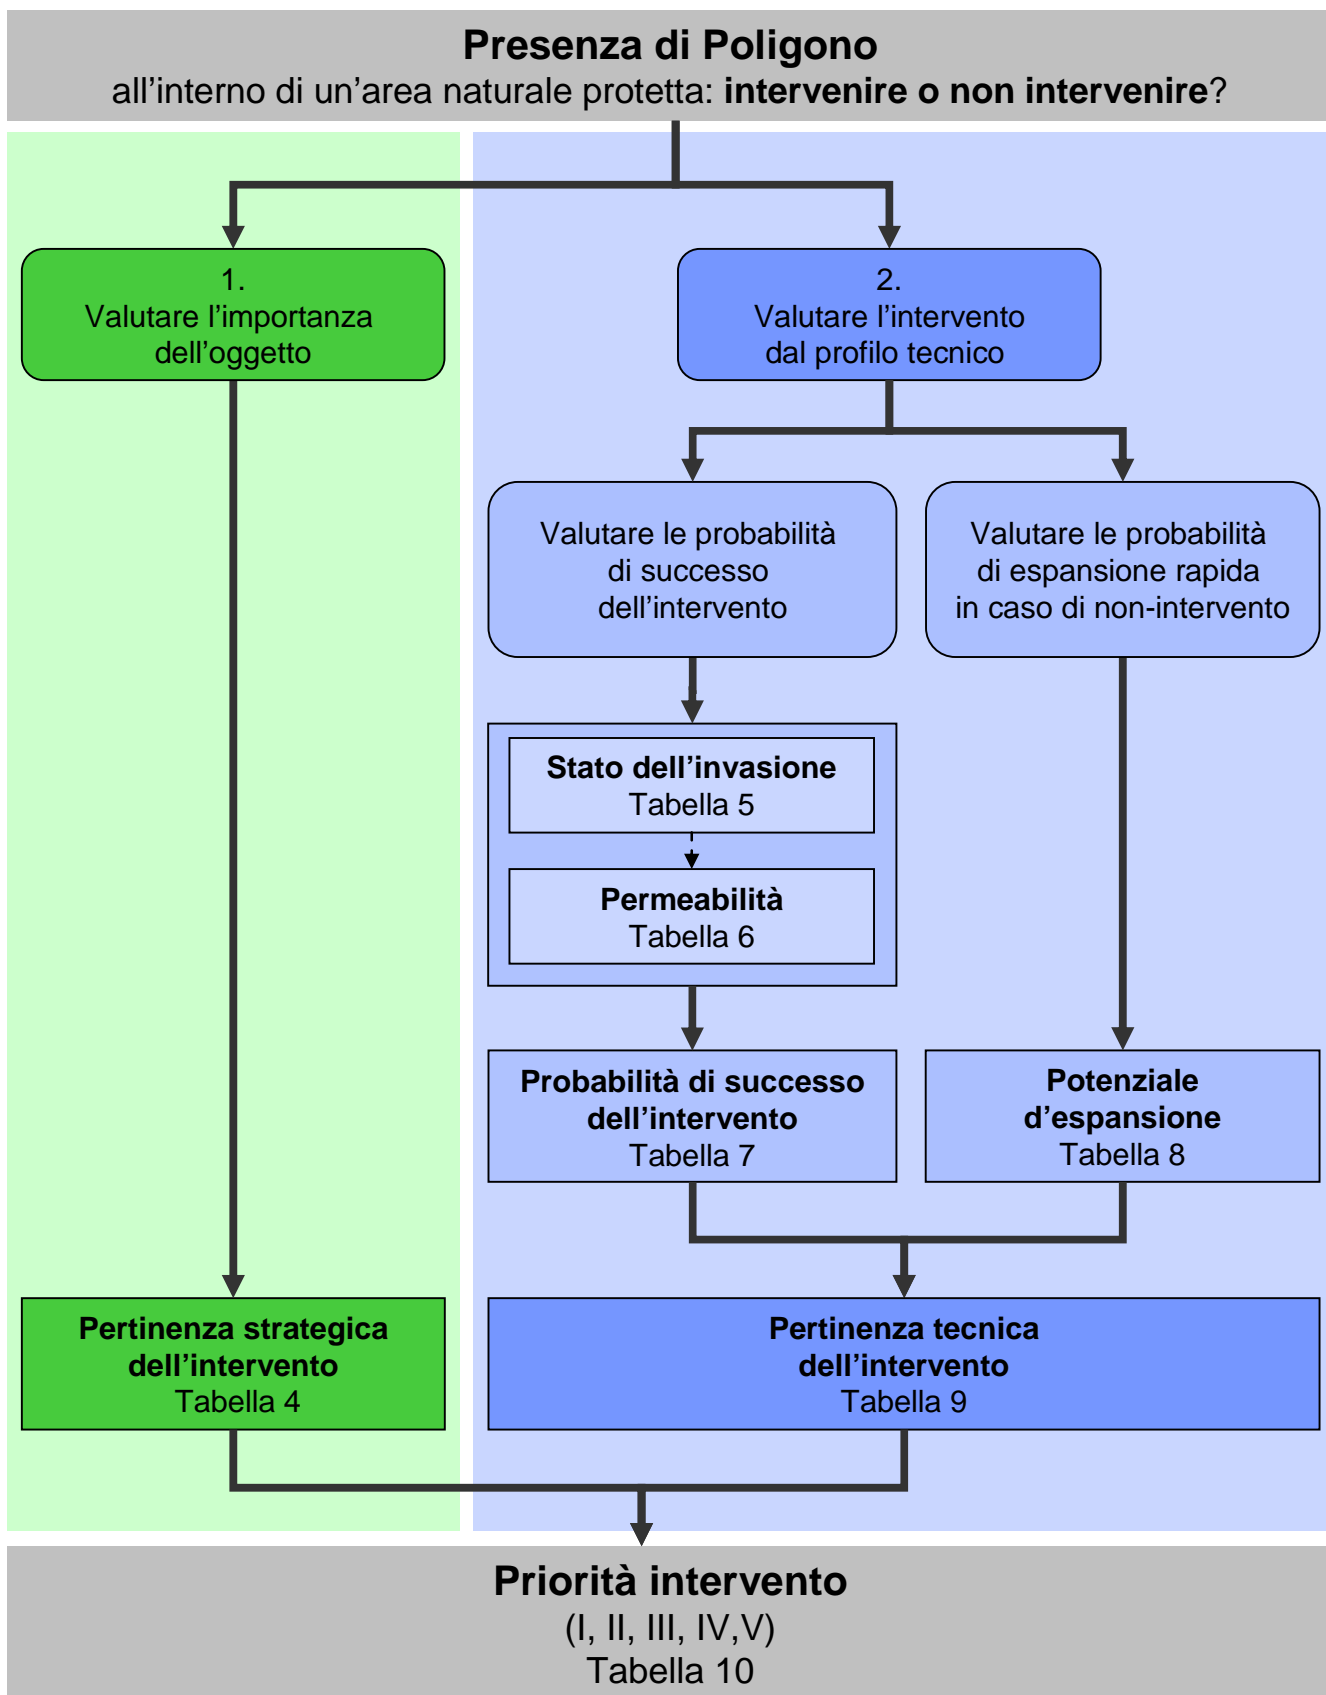 Presenza di Poligono
all’interno di un’area naturale protetta: intervenire o non intervenire?
1.
Valutare l’importanza
dell’oggetto
2.
Valutare l’intervento
dal profilo tecnico
Valutare le probabilità
di successo
dell’intervento
Valutare le probabilità
di espansione rapida
in caso di non-intervento
Stato dell’invasione
Tabella 5
Permeabilità
Tabella 6
Probabilità di successo
dell’intervento
Tabella 7
Potenziale
d’espansione
Tabella 8
Pertinenza strategica
dell’intervento
Tabella 4
Pertinenza tecnica
dell’intervento
Tabella 9
Priorità intervento
(I, II, III, IV,V)
Tabella 10